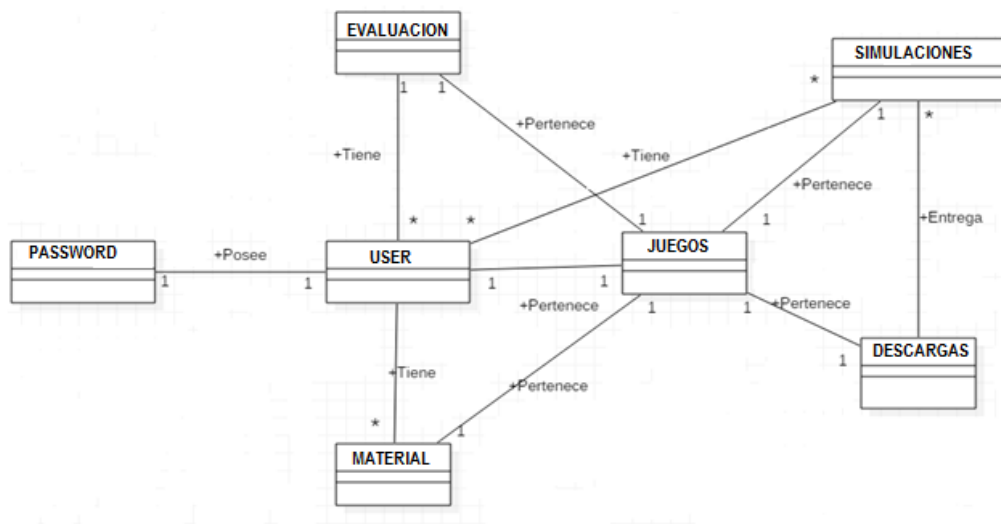 EVALUACION
SIMULACIONES
1
1
*
1
*
+Pertenece
+Tiene
+Tiene
+Pertenece
*
*
1
1
+Entrega
PASSWORD
+Posee
USER
JUEGOS
1
1
1
1
+Pertenece
1
1
+Pertenece
DESCARGAS
1
+Tiene
+Pertenece
*
1
MATERIAL